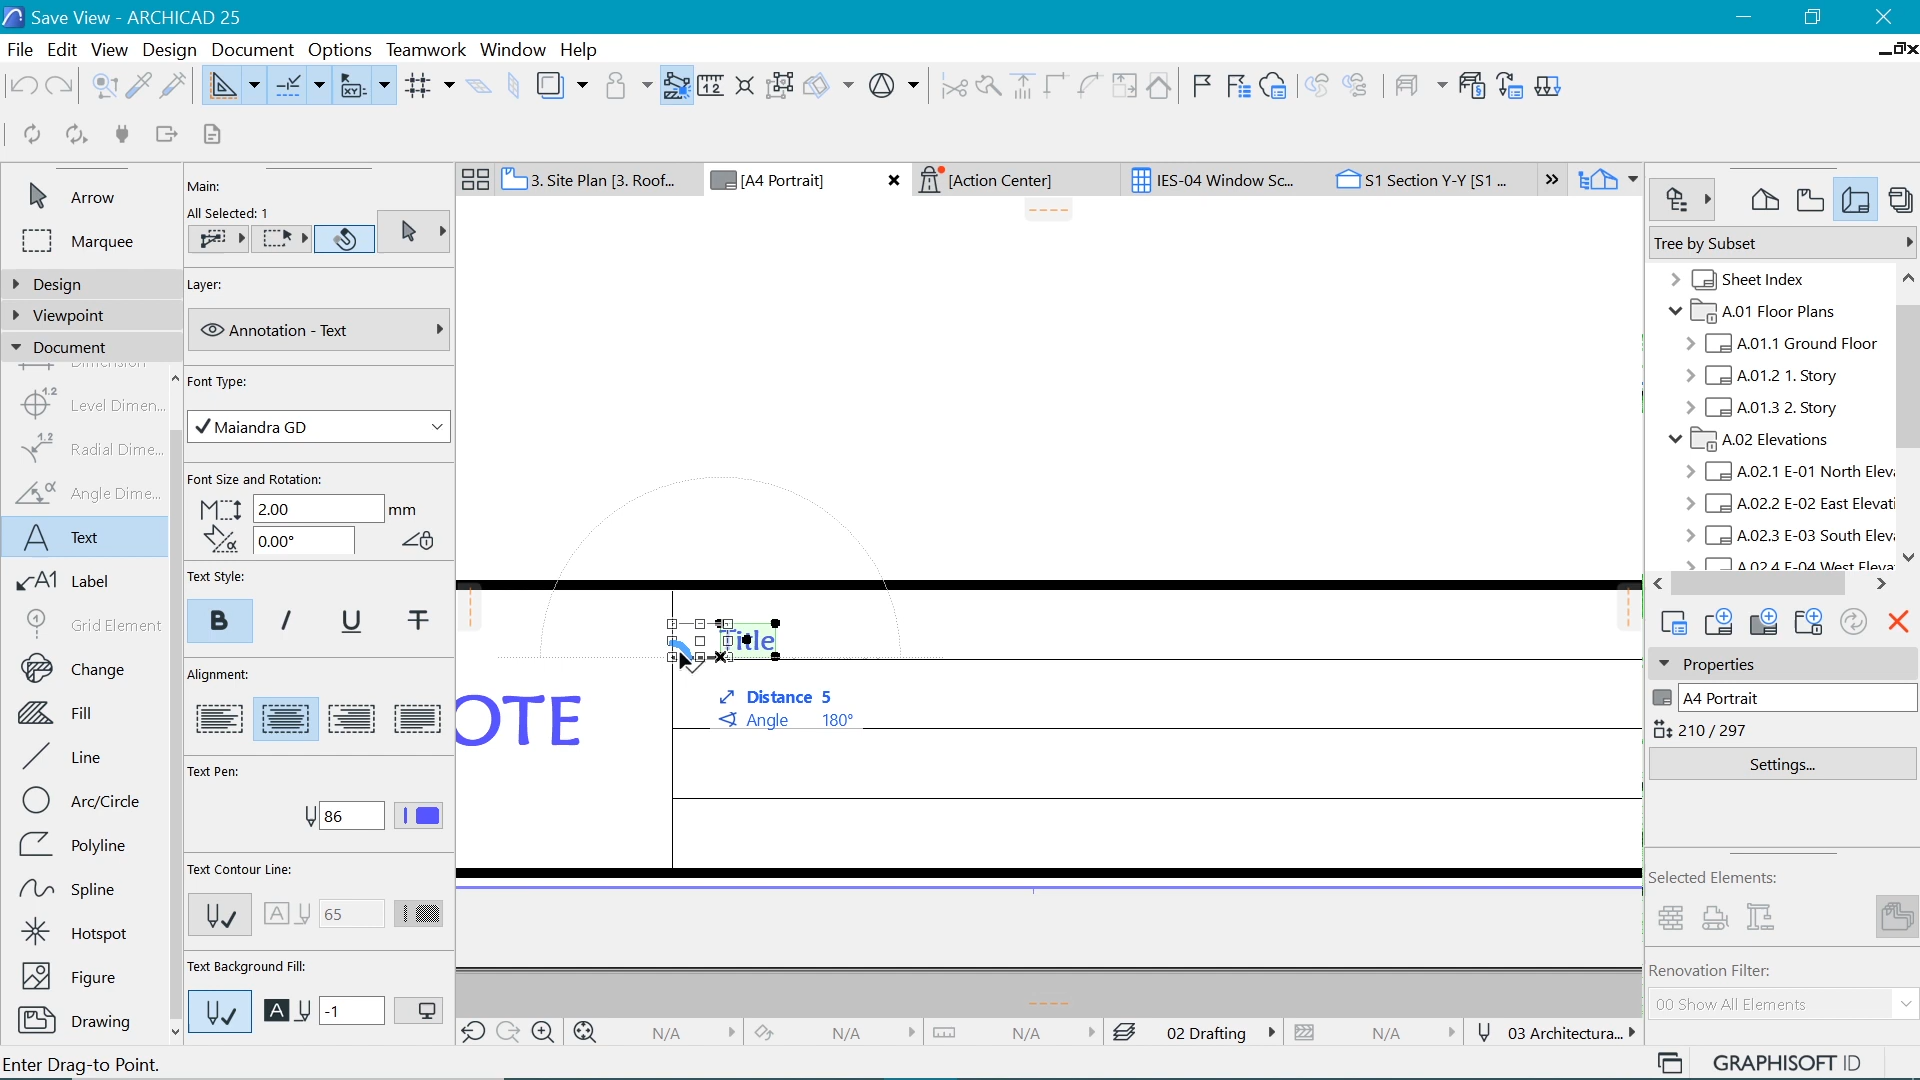 Save View - ARCHICAD 25
File Edit View Design Document Options Teamwork Window Help
3. Site Plan [3. Roof...
[A4 Portrait]
[Action Center]
IES-04 Window Sc...
S1 Section Y-Y [S1 ...
Arrow
Marquee
Design
Viewpoint
Document
Dimension
Level Dimen...
Radial Dime...
Angle Dime...
Text
Label
Grid Element
Change
Fill
Line
Arc/Circle
Polyline
Spline
Hotspot
Figure
Drawing
Main:
All Selected: 1
Layer:
Annotation - Text
Font Type:
Maiandra GD
Font Size and Rotation:
2.00 mm
0.00°
Text Style:
B I U T
Alignment:
Text Pen:
86
Text Contour Line:
65
Text Background Fill:
-1
Title
OTE
Distance 5
Angle 180°
N/A N/A N/A 02 Drafting N/A 03 Architectura...
Tree by Subset
Sheet Index
A.01 Floor Plans
A.01.1 Ground Floor
A.01.2 1. Story
A.01.3 2. Story
A.02 Elevations
A.02.1 E-01 North Eleva
A.02.2 E-02 East Elevati
A.02.3 E-03 South Eleva
A.02.4 E-04 West Eleva
Properties
A4 Portrait
210 / 297
Settings...
Selected Elements:
Renovation Filter:
00 Show All Elements
Enter Drag-to Point.
GRAPHISOFT ID